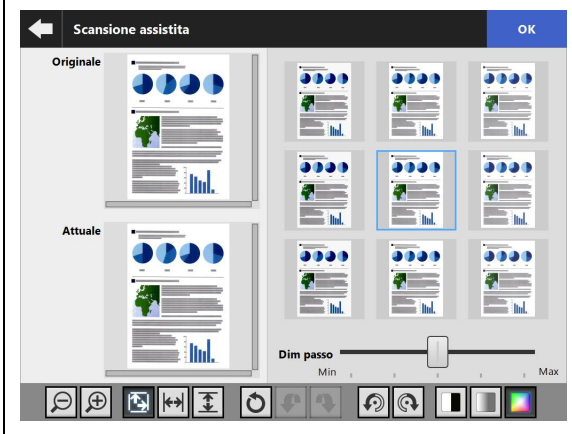 Scansione assistita
OK
Originale
Attuale
Dim passo
Min
Max